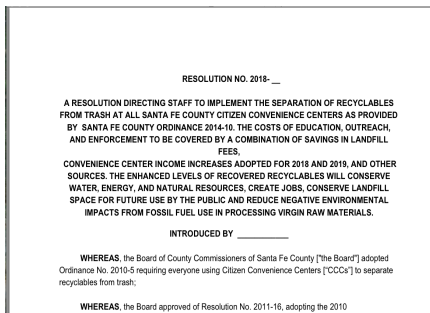 RESOLUTION NO. 2018- __
A RESOLUTION DIRECTING STAFF TO IMPLEMENT THE SEPARATION OF RECYCLABLES
FROM TRASH AT ALL SANTA FE COUNTY CITIZEN CONVENIENCE CENTERS AS PROVIDED
BY SANTA FE COUNTY ORDINANCE 2014-10. THE COSTS OF EDUCATION, OUTREACH,
AND ENFORCEMENT TO BE COVERED BY A COMBINATION OF SAVINGS IN LANDFILL
FEES,
CONVENIENCE CENTER INCOME INCREASES ADOPTED FOR 2018 AND 2019, AND OTHER
SOURCES. THE ENHANCED LEVELS OF RECOVERED RECYCLABLES WILL CONSERVE
WATER, ENERGY, AND NATURAL RESOURCES, CREATE JOBS, CONSERVE LANDFILL
SPACE FOR FUTURE USE BY THE PUBLIC AND REDUCE NEGATIVE ENVIRONMENTAL
IMPACTS FROM FOSSIL FUEL USE IN PROCESSING VIRGIN RAW MATERIALS.
INTRODUCED BY ___________
WHEREAS, the Board of County Commissioners of Santa Fe County ["the Board"] adopted
Ordinance No. 2010-5 requiring everyone using Citizen Convenience Centers ["CCCs"] to separate
recyclables from trash;
WHEREAS, the Board approved of Resolution No. 2011-16, adopting the 2010